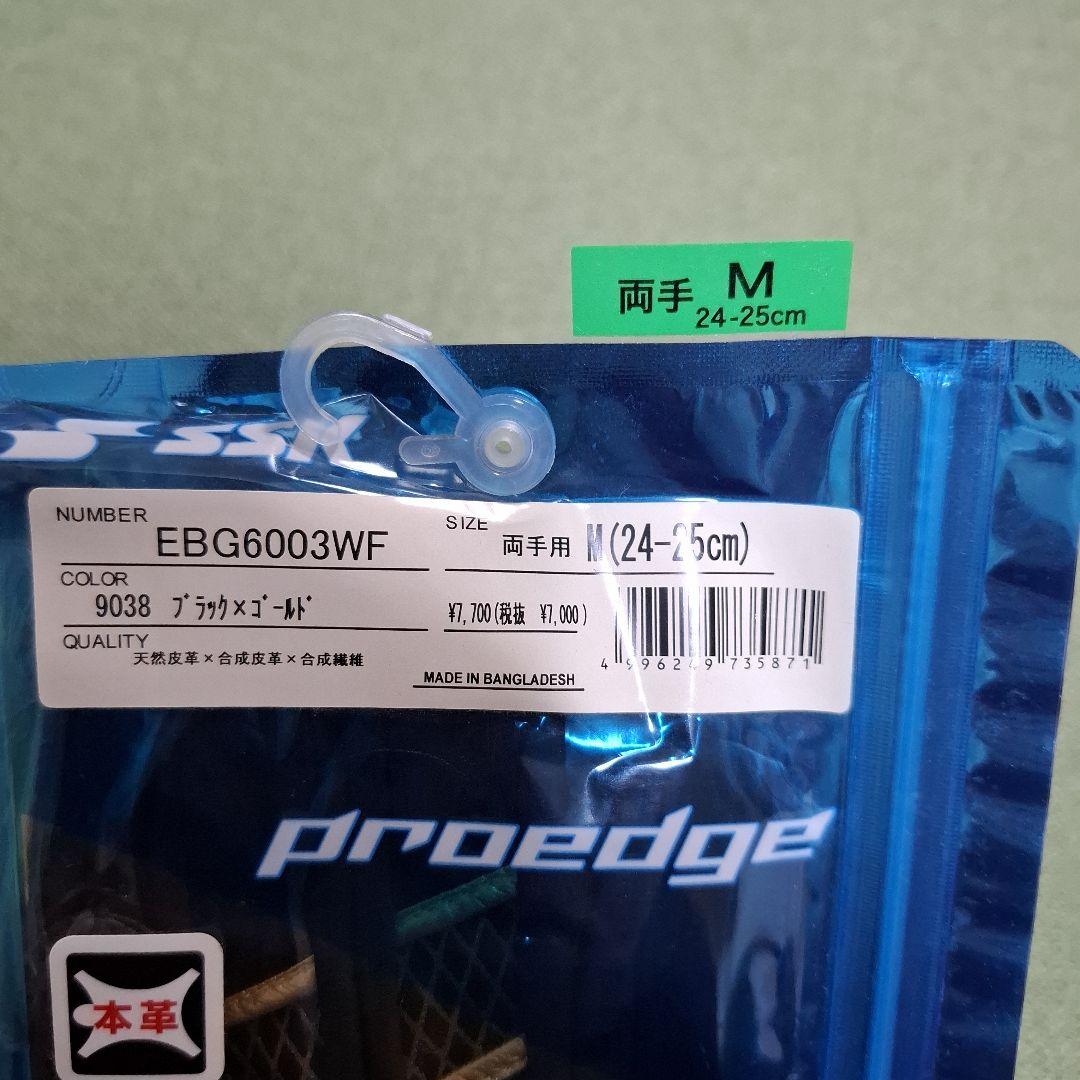 両手 M
24-25cm
SSK
NUMBER
EBG6003WF
SIZE
両手用 M(24-25cm)
COLOR
9038 ﾌﾞﾗｯｸ×ｺﾞｰﾙﾄﾞ
¥7,700(税抜 ¥7,000)
QUALITY
天然皮革×合成皮革×合成繊維
MADE IN BANGLADESH
4 996249 735871
proedge
本革